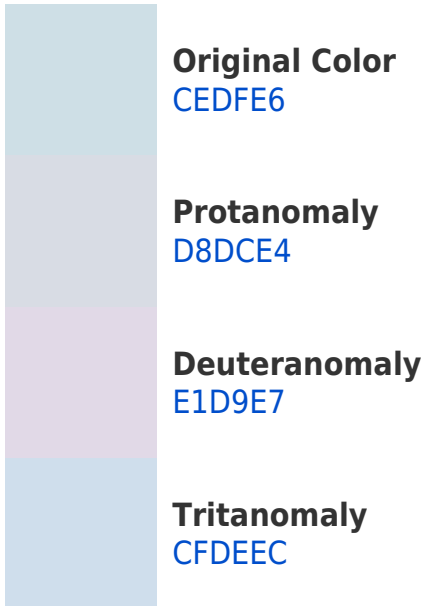 Original Color
CEDFE6
Protanomaly
D8DCE4
Deuteranomaly
E1D9E7
Tritanomaly
CFDEEC